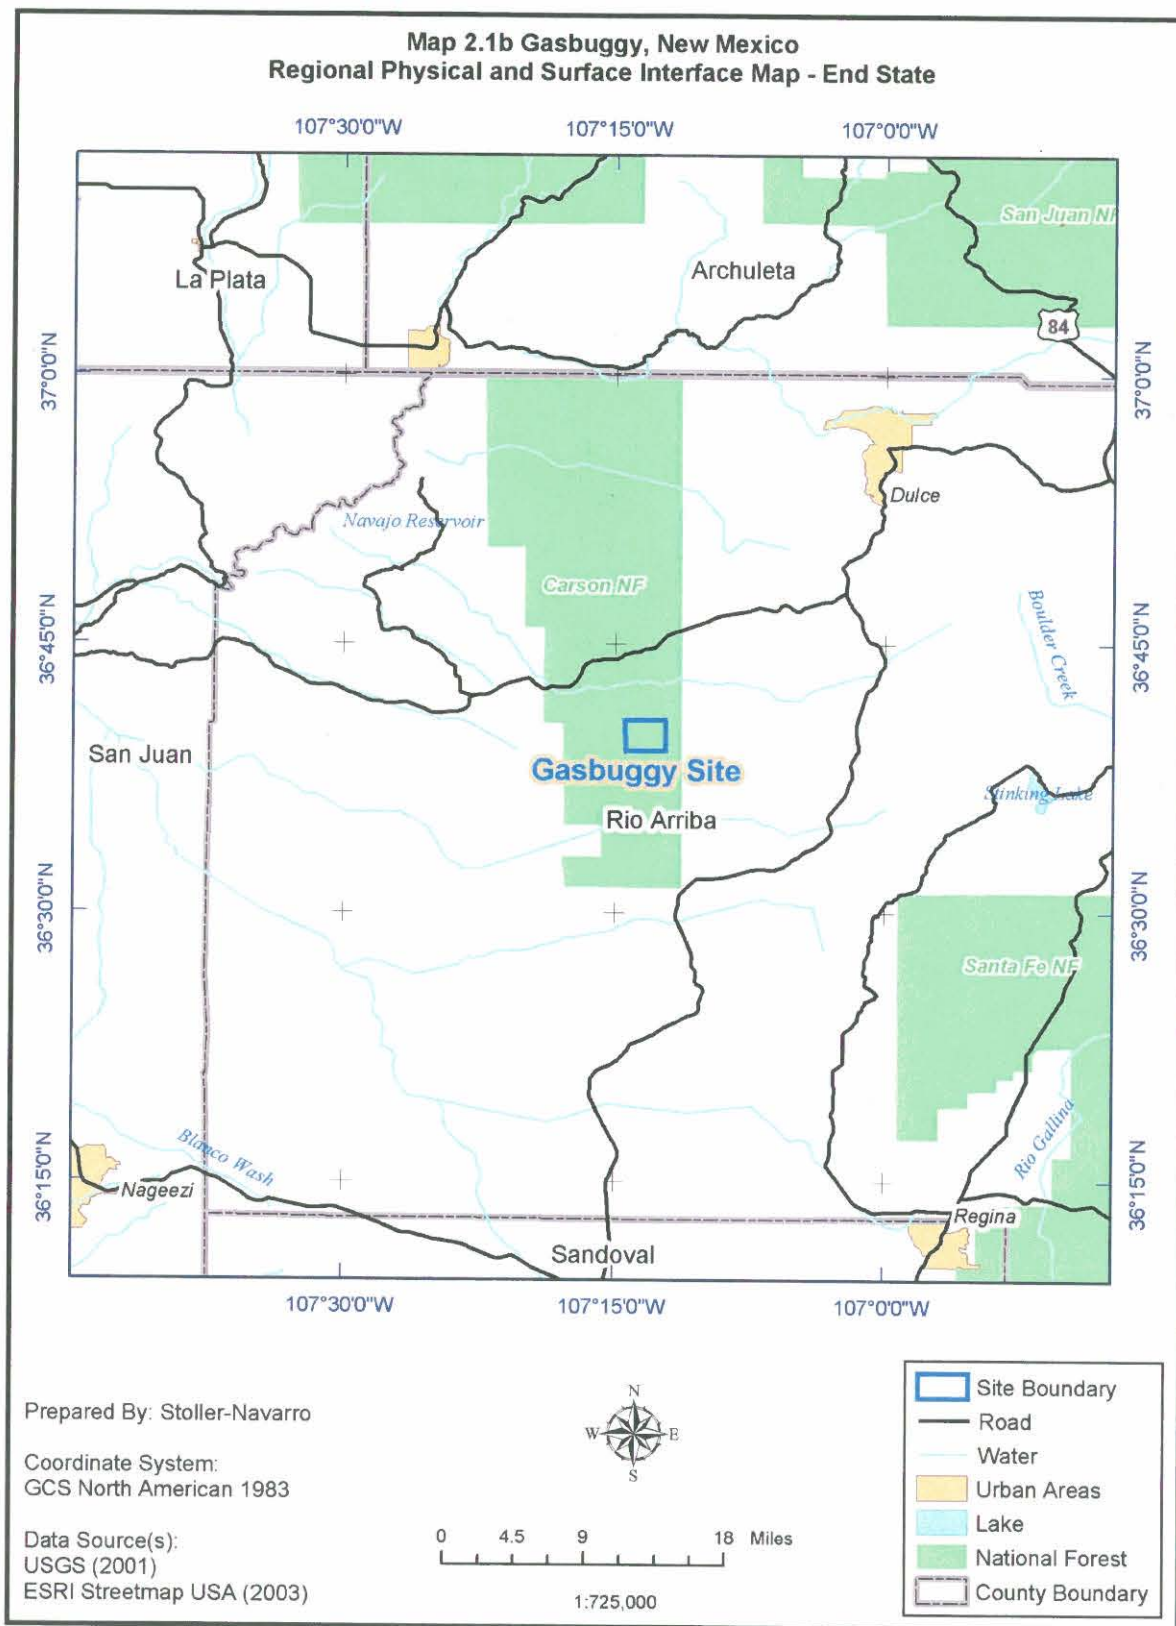 Map 2.1b Gasbuggy, New Mexico
Regional Physical and Surface Interface Map - End State
107°30'0"W
107°15'0"W
107°0'0"W
San Juan NF
La Plata
Archuleta
84
37°0'0"N
37°0'0"N
Dulce
Navajo Reservoir
Carson NF
Boulder Creek
36°45'0"N
36°45'0"N
San Juan
Gasbuggy Site
Stinking Lake
Rio Arriba
36°30'0"N
36°30'0"N
Santa Fe NF
Rio Gallina
Blanco Wash
36°15'0"N
36°15'0"N
Nageezi
Regina
Sandoval
107°30'0"W
107°15'0"W
107°0'0"W
Prepared By: Stoller-Navarro
Coordinate System:
GCS North American 1983
Data Source(s):
USGS (2001)
ESRI Streetmap USA (2003)
N
W
E
S
0 4.5 9 18 Miles
1:725,000
Site Boundary
Road
Water
Urban Areas
Lake
National Forest
County Boundary